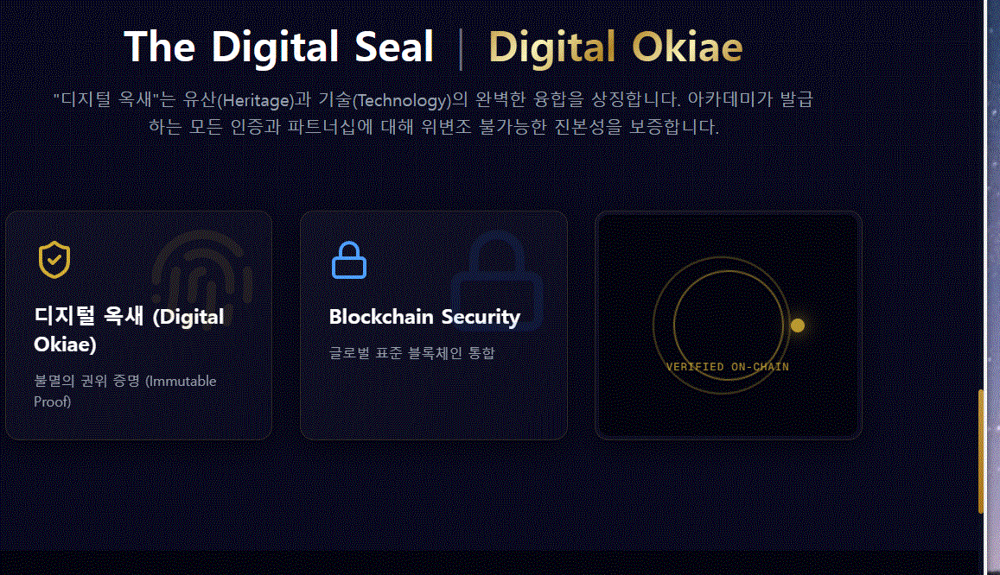 The Digital Seal | Digital Okiae
"디지털 옥새"는 유산(Heritage)과 기술(Technology)의 완벽한 융합을 상징합니다. 아카데미가 발급
하는 모든 인증과 파트너십에 대해 위변조 불가능한 진본성을 보증합니다.
디지털 옥새 (Digital
Okiae)
불멸의 권위 증명 (Immutable
Proof)
Blockchain Security
글로벌 표준 블록체인 통합
VERIFIED ON-CHAIN